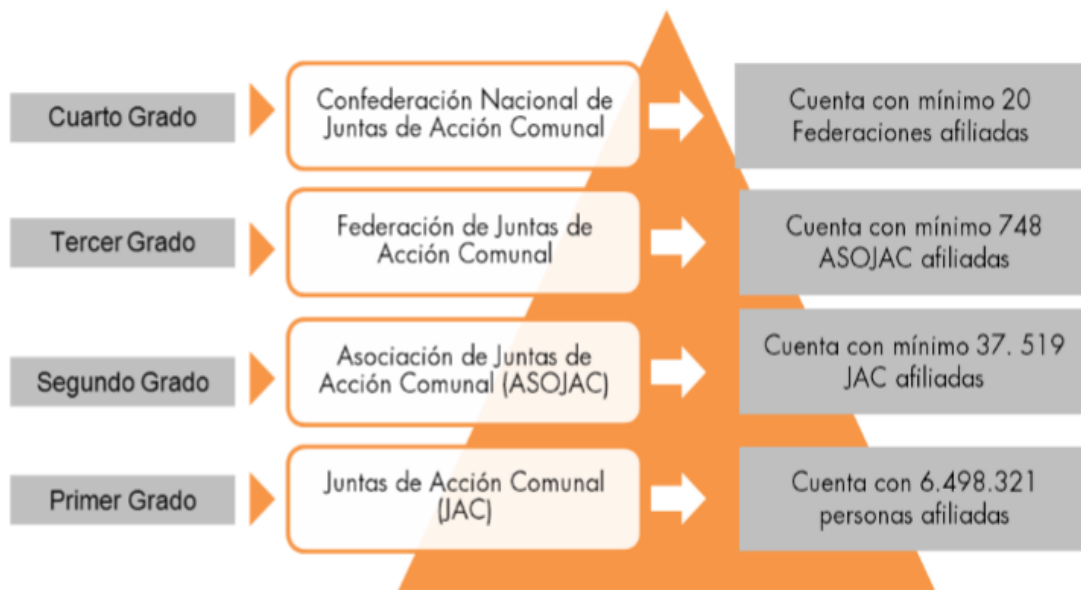 Cuarto Grado
Confederación Nacional de
Juntas de Acción Comunal
Cuenta con mínimo 20
Federaciones afiliadas
Tercer Grado
Federación de Juntas de
Acción Comunal
Cuenta con mínimo 748
ASOJAC afiliadas
Segundo Grado
Asociación de Juntas de
Acción Comunal (ASOJAC)
Cuenta con mínimo 37. 519
JAC afiliadas
Primer Grado
Juntas de Acción Comunal
(JAC)
Cuenta con 6.498.321
personas afiliadas